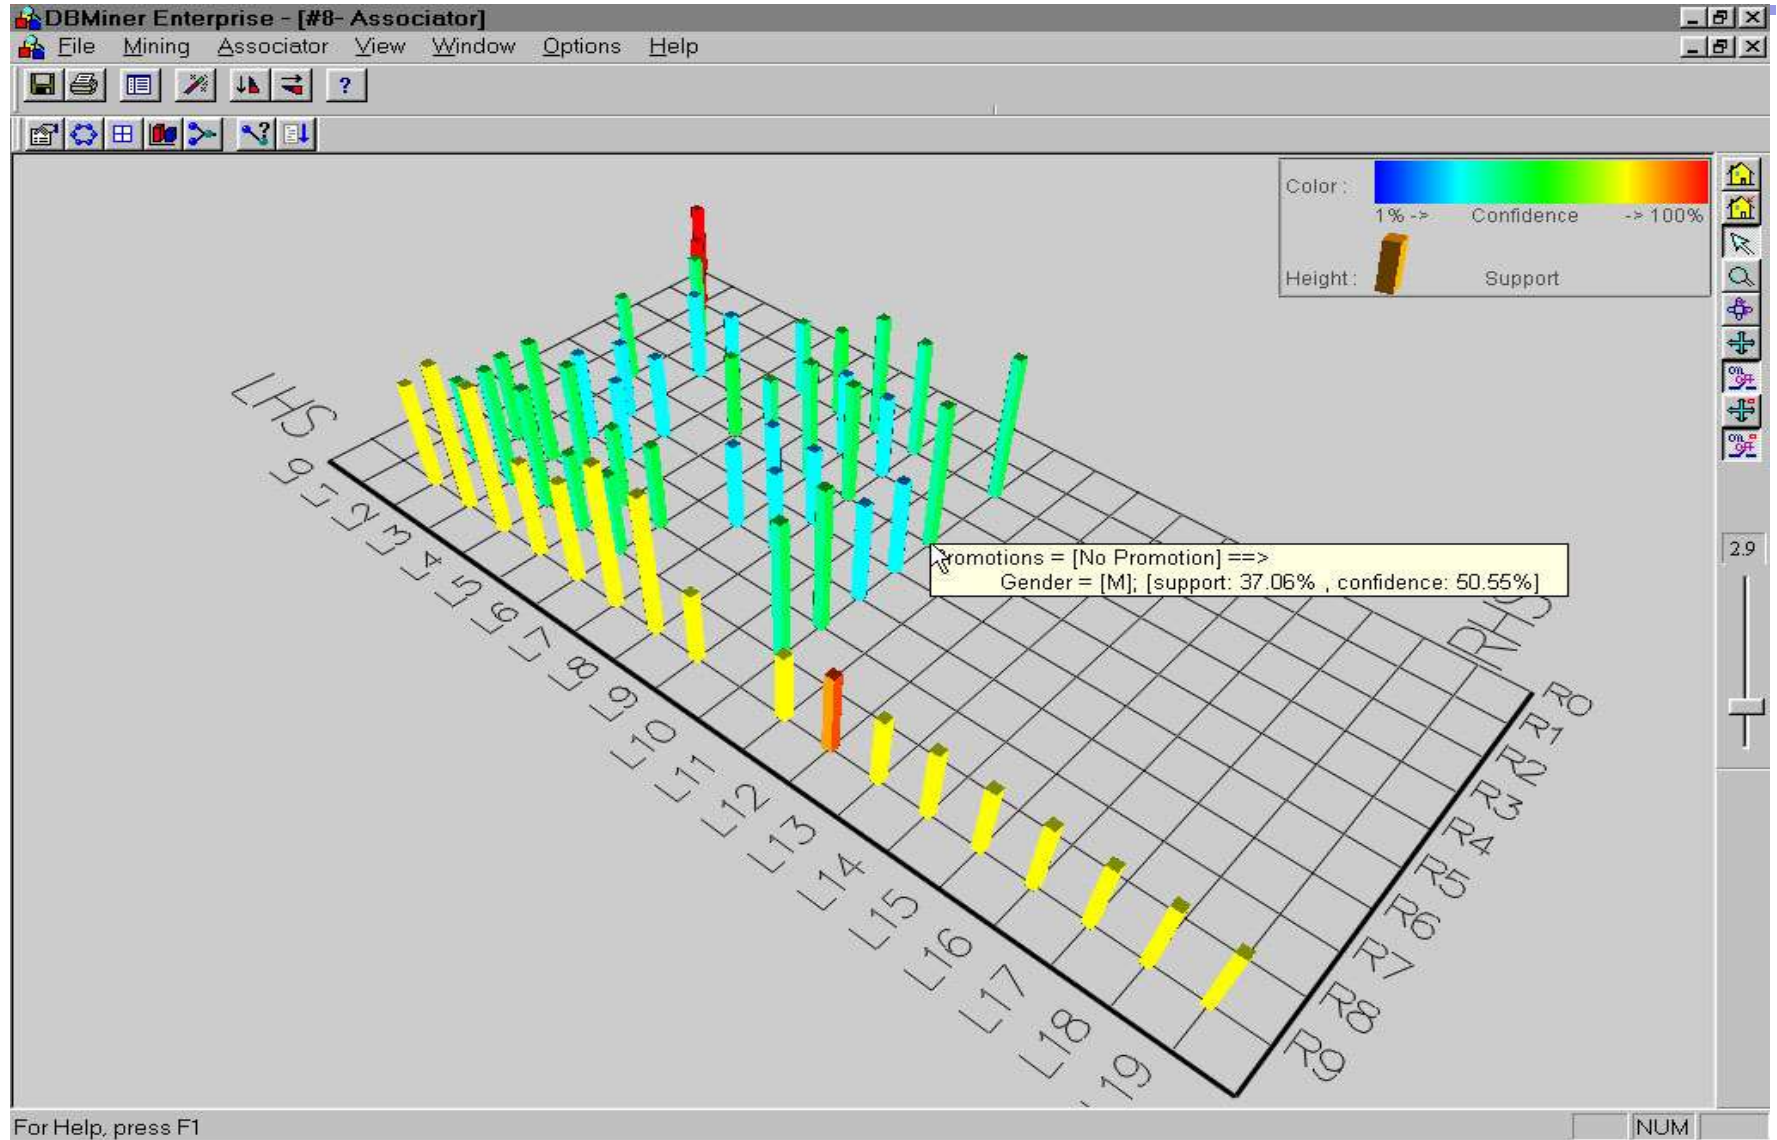 DBMiner Enterprise - [#8- Associator]
File Mining Associator View Window Options Help
Color :
1% -> Confidence -> 100%
Height : Support
LHS
L0
L1
L2
L3
L4
L5
L6
L7
L8
L9
L10
L11
L12
L13
L14
L15
L16
L17
L18
L19
2.9
romotions = [No Promotion] ==>
Gender = [M]; [support: 37.06% , confidence: 50.55%]
RHS
R0
R1
R2
R3
R4
R5
R6
R7
R8
R9
For Help, press F1
NUM